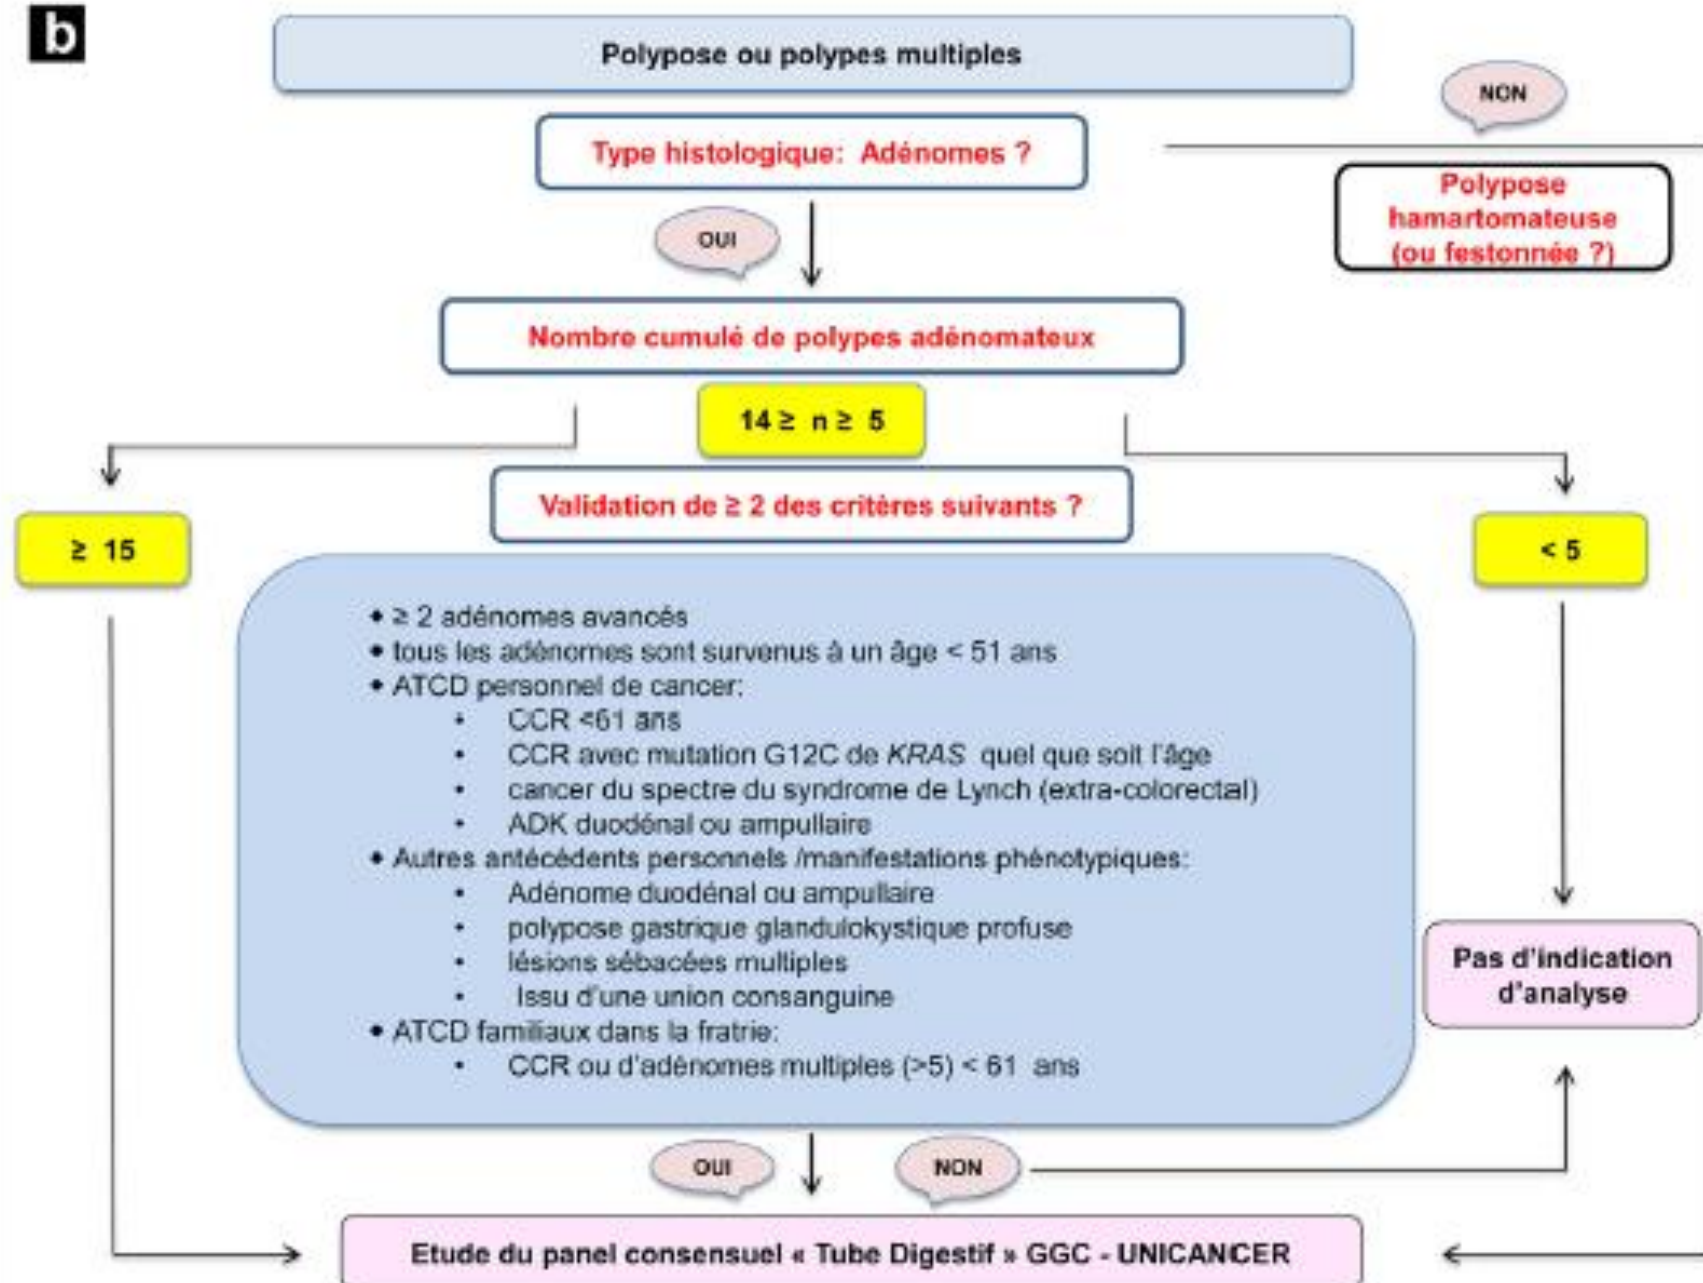 b
Polypose ou polypes multiples
NON
Type histologique: Adénomes ?
Polypose
hamartomateuse
(ou festonnée ?)
OUI
Nombre cumulé de polypes adénomateux
14 ≥ n ≥ 5
Validation de ≥ 2 des critères suivants ?
≥ 15
< 5
• ≥ 2 adénomes avancés
• tous les adénomes sont survenus à un âge < 51 ans
• ATCD personnel de cancer:
• CCR <61 ans
• CCR avec mutation G12C de KRAS quel que soit l'âge
• cancer du spectre du syndrome de Lynch (extra-colorectal)
• ADK duodénal ou ampullaire
• Autres antécédents personnels /manifestations phénotypiques:
• Adénome duodénal ou ampullaire
• polypose gastrique glandulokystique profuse
• lésions sébacées multiples
• Issu d'une union consanguine
• ATCD familiaux dans la fratrie:
• CCR ou d'adénomes multiples (>5) < 61 ans
Pas d'indication
d'analyse
OUI
NON
Etude du panel consensuel « Tube Digestif » GGC - UNICANCER